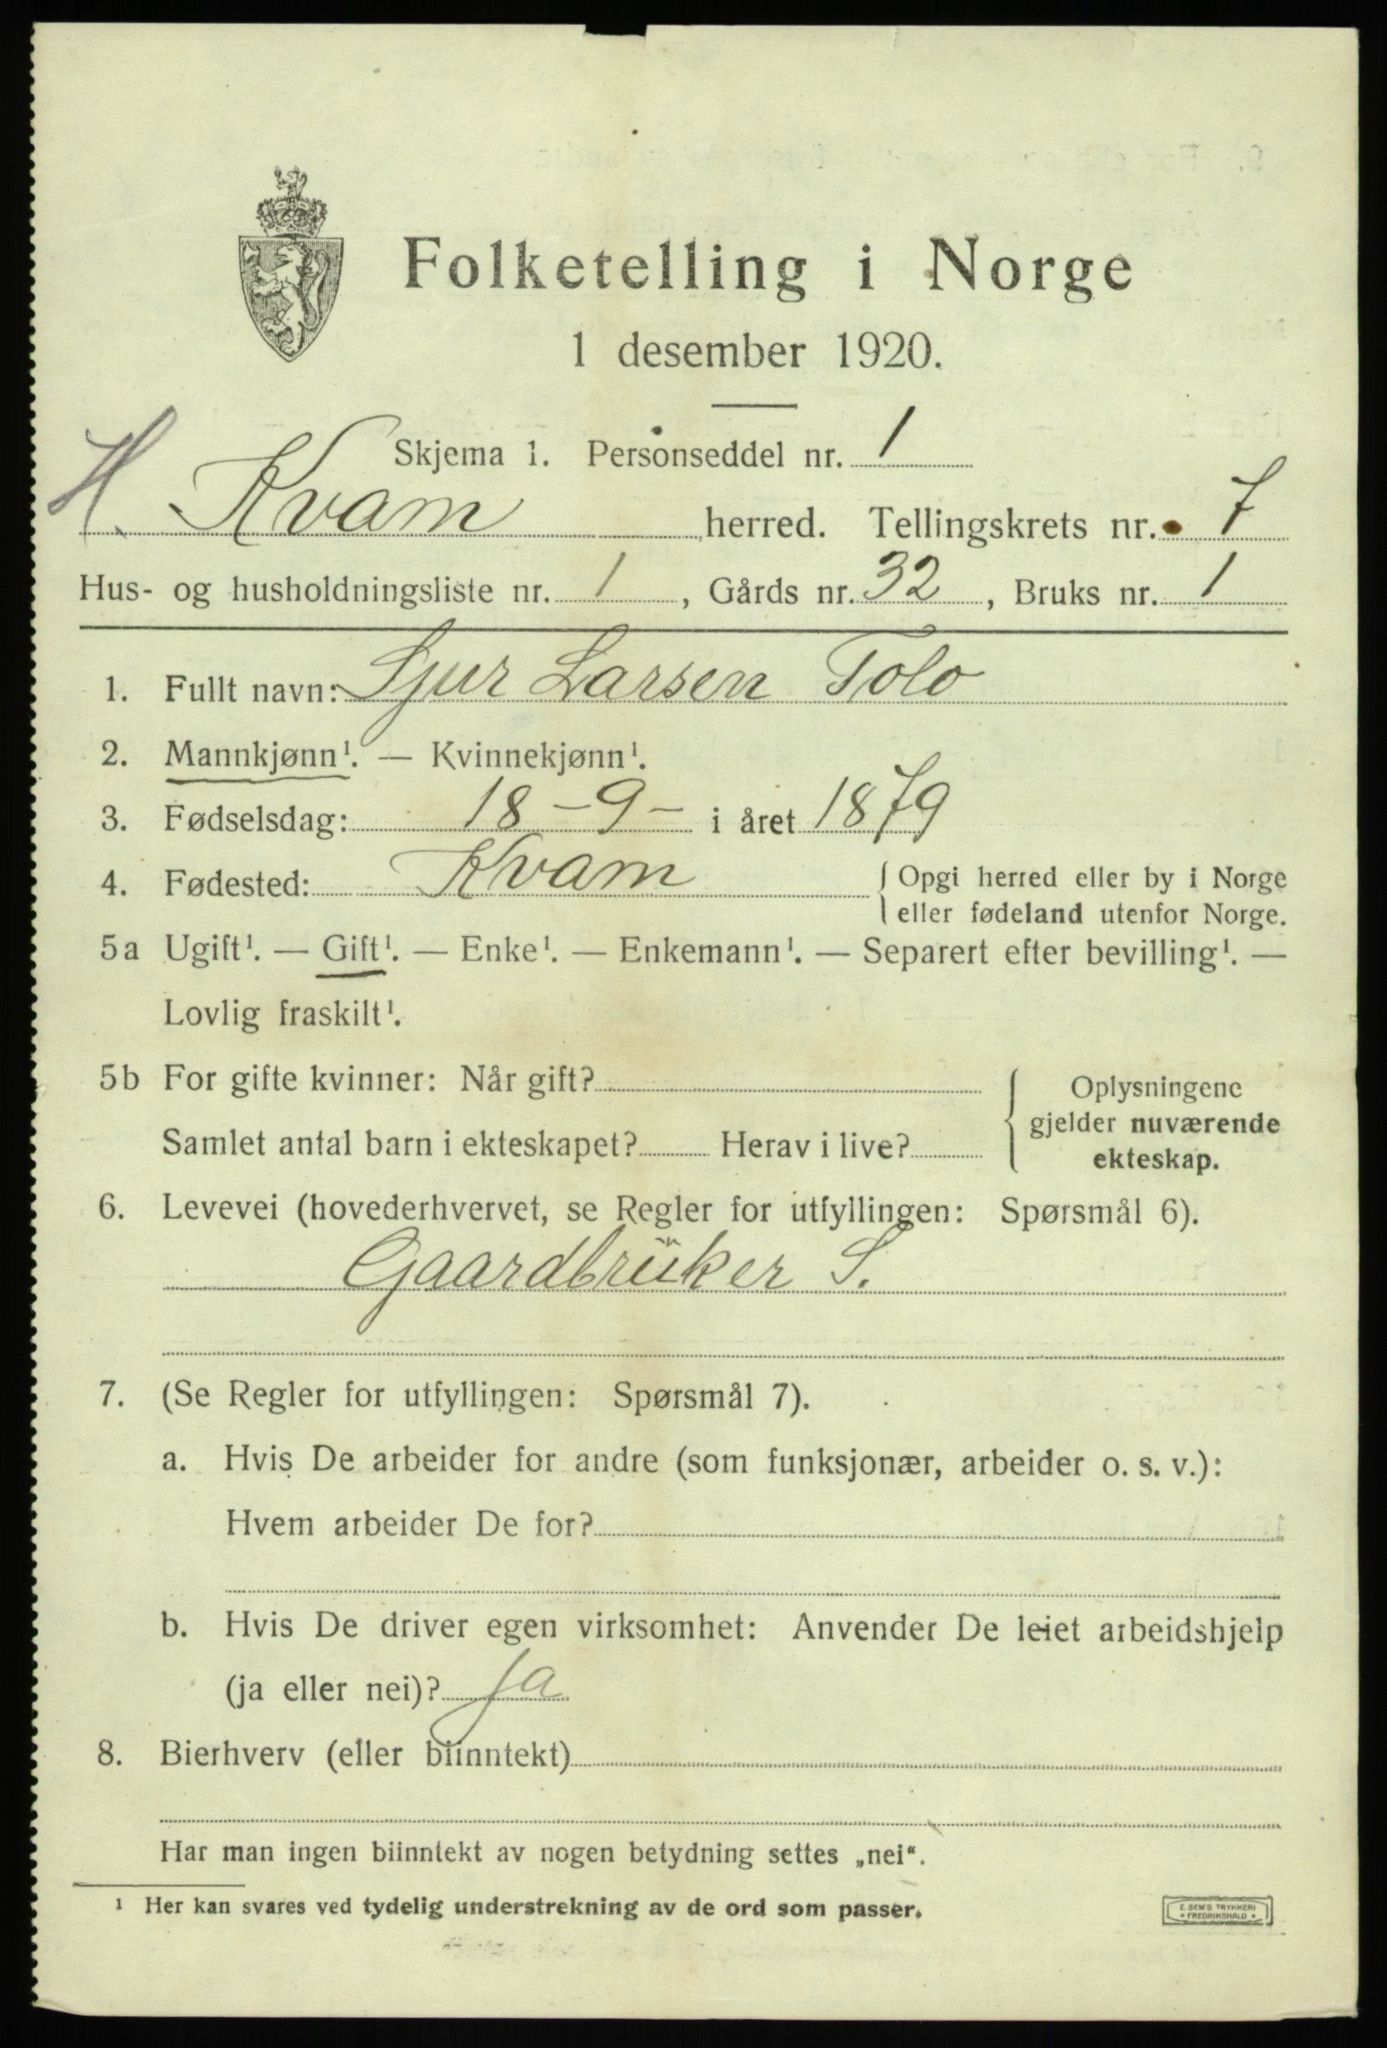 Folketelling i Norge
1 desember 1920.
Skjema 1. Personseddel nr. 1
H. Kvam herred. Tellingskrets nr. 7
Hus- og husholdningsliste nr. 1, Gårds nr. 32, Bruks nr. 1
1. Fullt navn: Sjur Larsen Tolo
2. Mannkjønn¹. — Kvinnekjønn¹.
3. Fødselsdag: 18 - 9 - i året 1879
4. Fødested: Kvam { Opgi herred eller by i Norge
eller fødeland utenfor Norge.
5a Ugift¹. — Gift¹. — Enke¹. — Enkemann¹. — Separert efter bevilling¹. —
Lovlig fraskilt¹.
5b For gifte kvinner: Når gift?
Samlet antal barn i ekteskapet? Herav i live?
{ Oplysningene
gjelder nuværende
ekteskap.
6. Levevei (hovederhvervet, se Regler for utfyllingen: Spørsmål 6).
Gaardbrŭker S.
7. (Se Regler for utfyllingen: Spørsmål 7).
a. Hvis De arbeider for andre (som funksjonær, arbeider o. s. v.):
Hvem arbeider De for?
b. Hvis De driver egen virksomhet: Anvender De leiet arbeidshjelp
(ja eller nei)? Ja
8. Bierhverv (eller biinntekt)
Har man ingen biinntekt av nogen betydning settes „nei“.
¹ Her kan svares ved tydelig understrekning av de ord som passer.
E. SEM'S TRYKKERI
* FREDRIKSHALD *